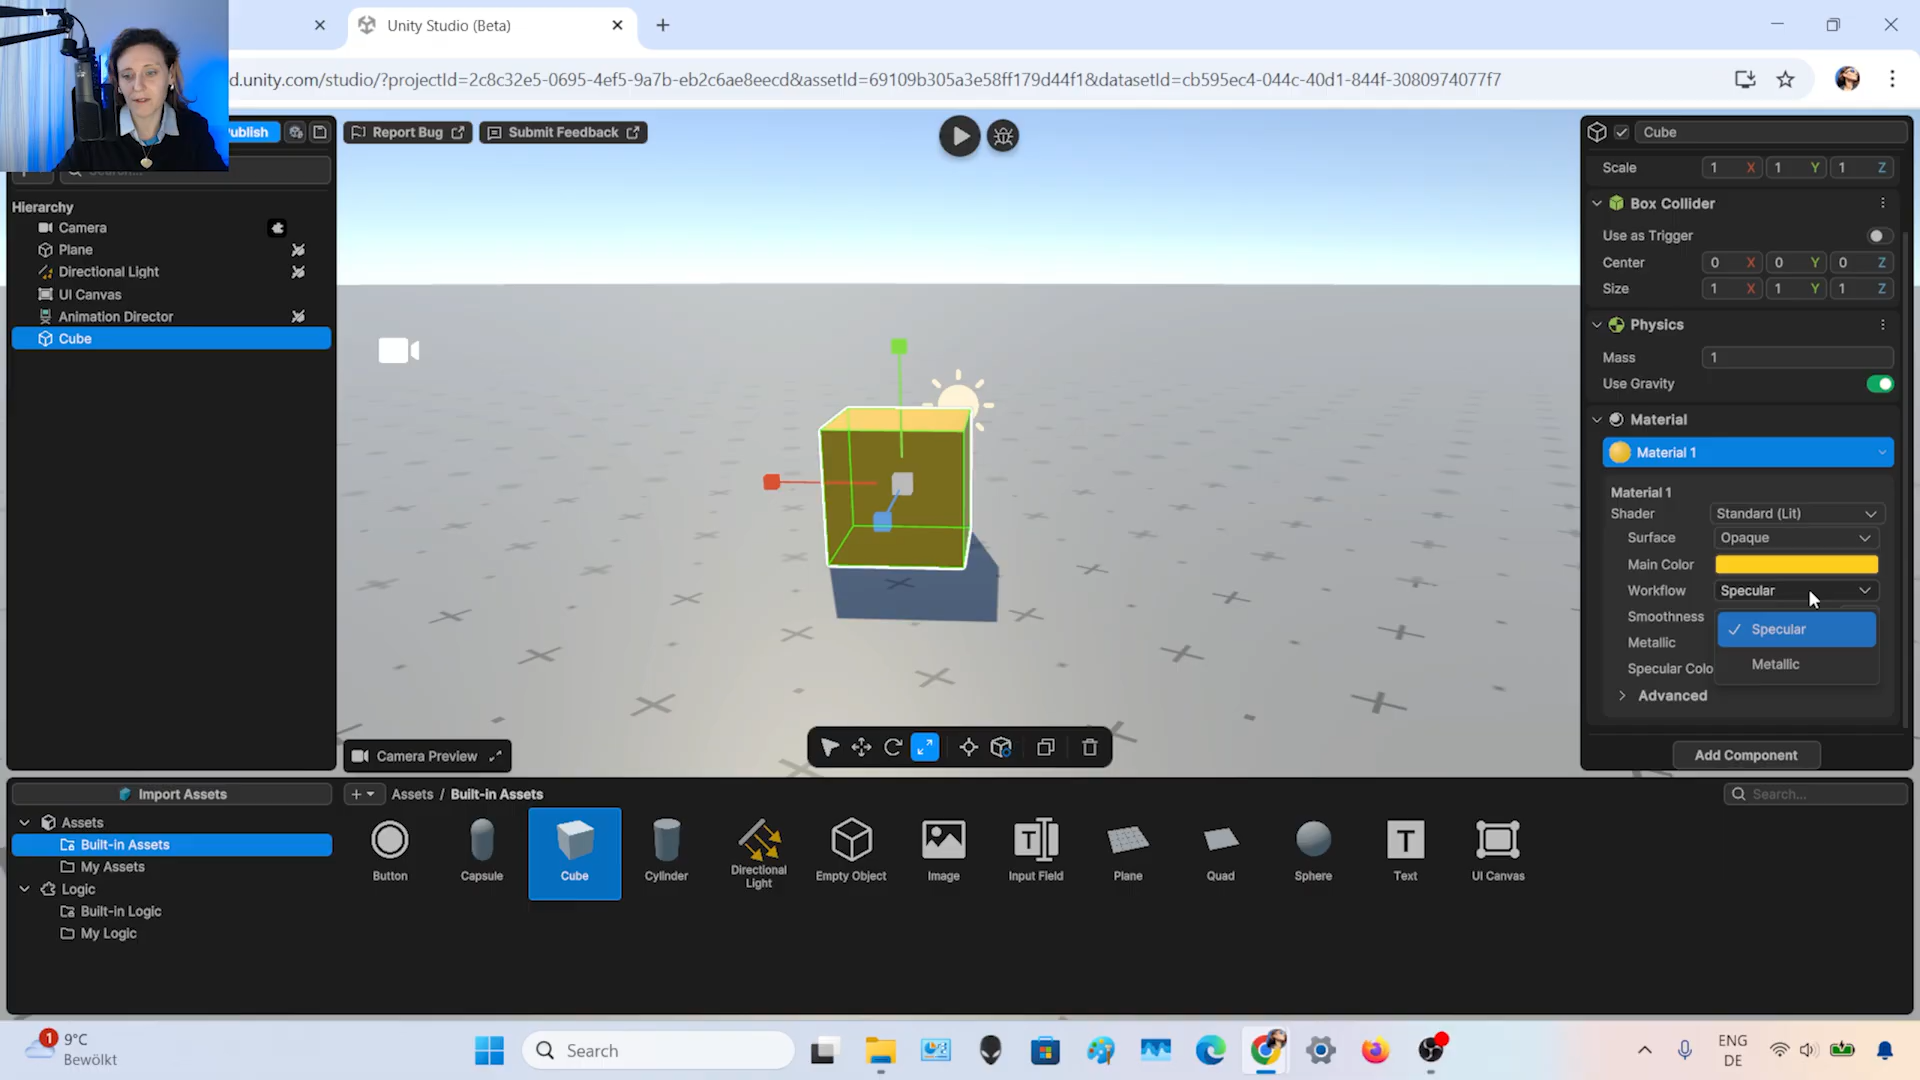 Unity Studio (Beta)
d.unity.com/studio/?projectId=2c8c32e5-0695-4ef5-9a7b-eb2c6ae8eecd&assetId=69109b305a3e58ff179d44f1&datasetId=cb595ec4-044c-40d1-844f-3080974077f7
ublish
Report Bug
Submit Feedback
Search...
Hierarchy
Camera
Plane
Directional Light
UI Canvas
Animation Director
Cube
Camera Preview
Cube
Scale 1 X 1 Y 1 Z
Box Collider
Use as Trigger
Center 0 X 0 Y 0 Z
Size 1 X 1 Y 1 Z
Physics
Mass 1
Use Gravity
Material
Material 1
Material 1
Shader Standard (Lit)
Surface Opaque
Main Color
Workflow Specular
Smoothness
Specular
Metallic
Metallic
Specular Colo
Advanced
Add Component
Import Assets
Assets / Built-in Assets
Search...
Assets
Built-in Assets
My Assets
Logic
Built-in Logic
My Logic
Button
Capsule
Cube
Cylinder
Directional
Light
Empty Object
Image
Input Field
Plane
Quad
Sphere
T
Text
UI Canvas
1
9°C
Bewölkt
Search
ENG
DE